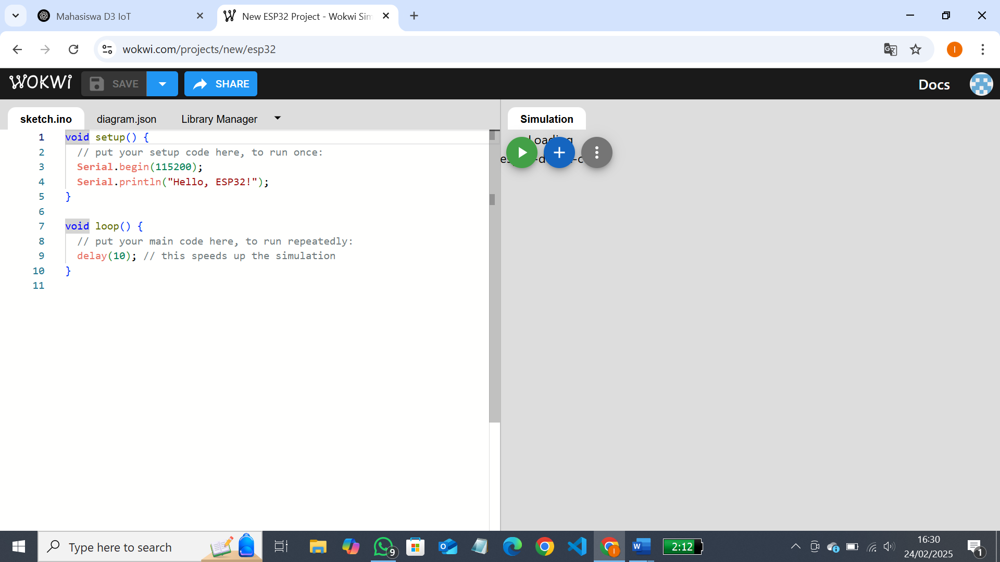 Mahasiswa D3 IoT
New ESP32 Project - Wokwi Sim
wokwi.com/projects/new/esp32
WOKWi
SAVE
SHARE
Docs
sketch.ino
diagram.json
Library Manager
Simulation
1 void setup() {
2 // put your setup code here, to run once:
3 Serial.begin(115200);
4 Serial.println("Hello, ESP32!");
5 }
6
7 void loop() {
8 // put your main code here, to run repeatedly:
9 delay(10); // this speeds up the simulation
10 }
11
Loading
Type here to search
9
2:12
16:30
24/02/2025
1